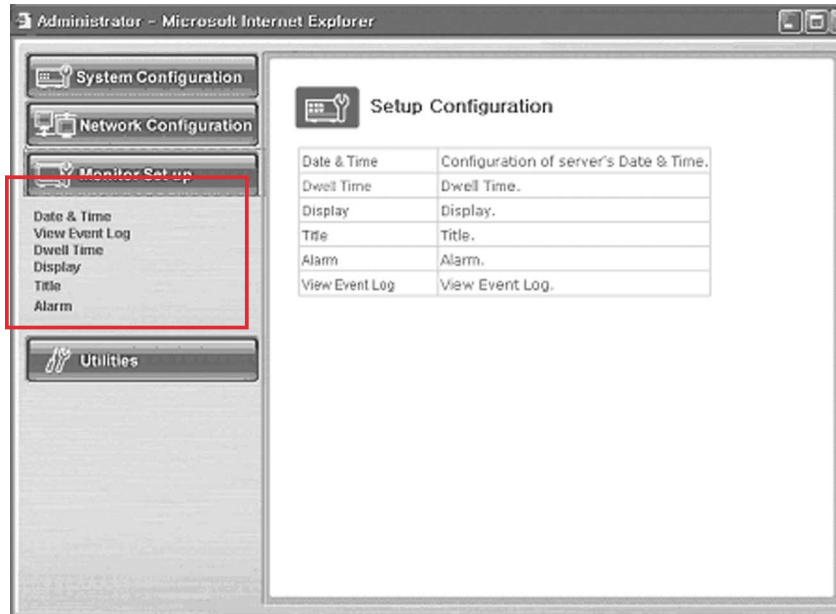 Administrator - Microsoft Internet Explorer
System Configuration
Network Configuration
Monitor Set up
Date & Time
View Event Log
Dwell Time
Display
Title
Alarm
Utilities
Setup Configuration
Date & Time Configuration of server's Date & Time.
Dwell Time Dwell Time.
Display Display.
Title Title.
Alarm Alarm.
View Event Log View Event Log.